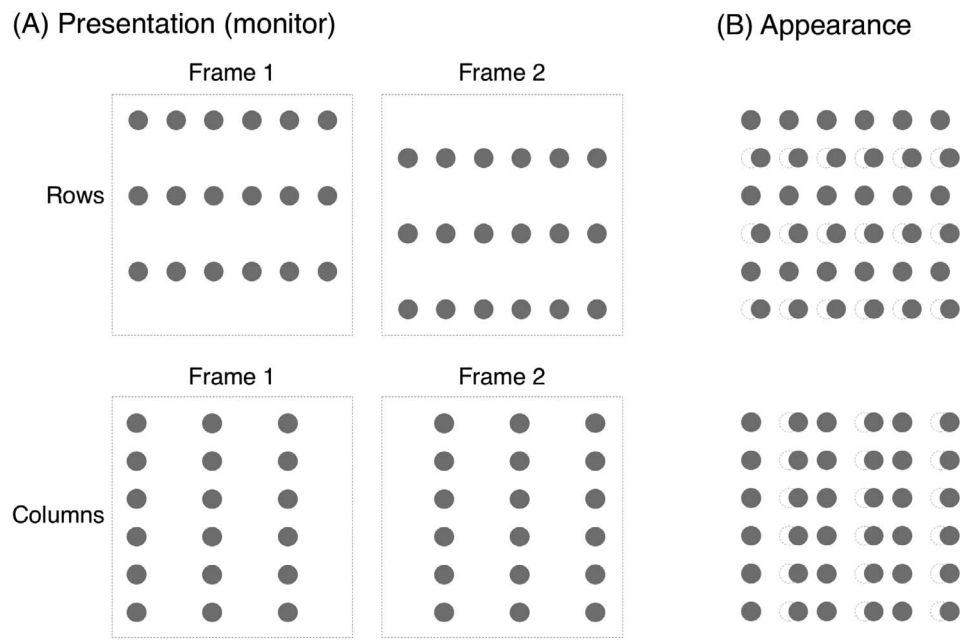 (A) Presentation (monitor)
(B) Appearance
Frame 1
Frame 2
Rows
Frame 1
Frame 2
Columns